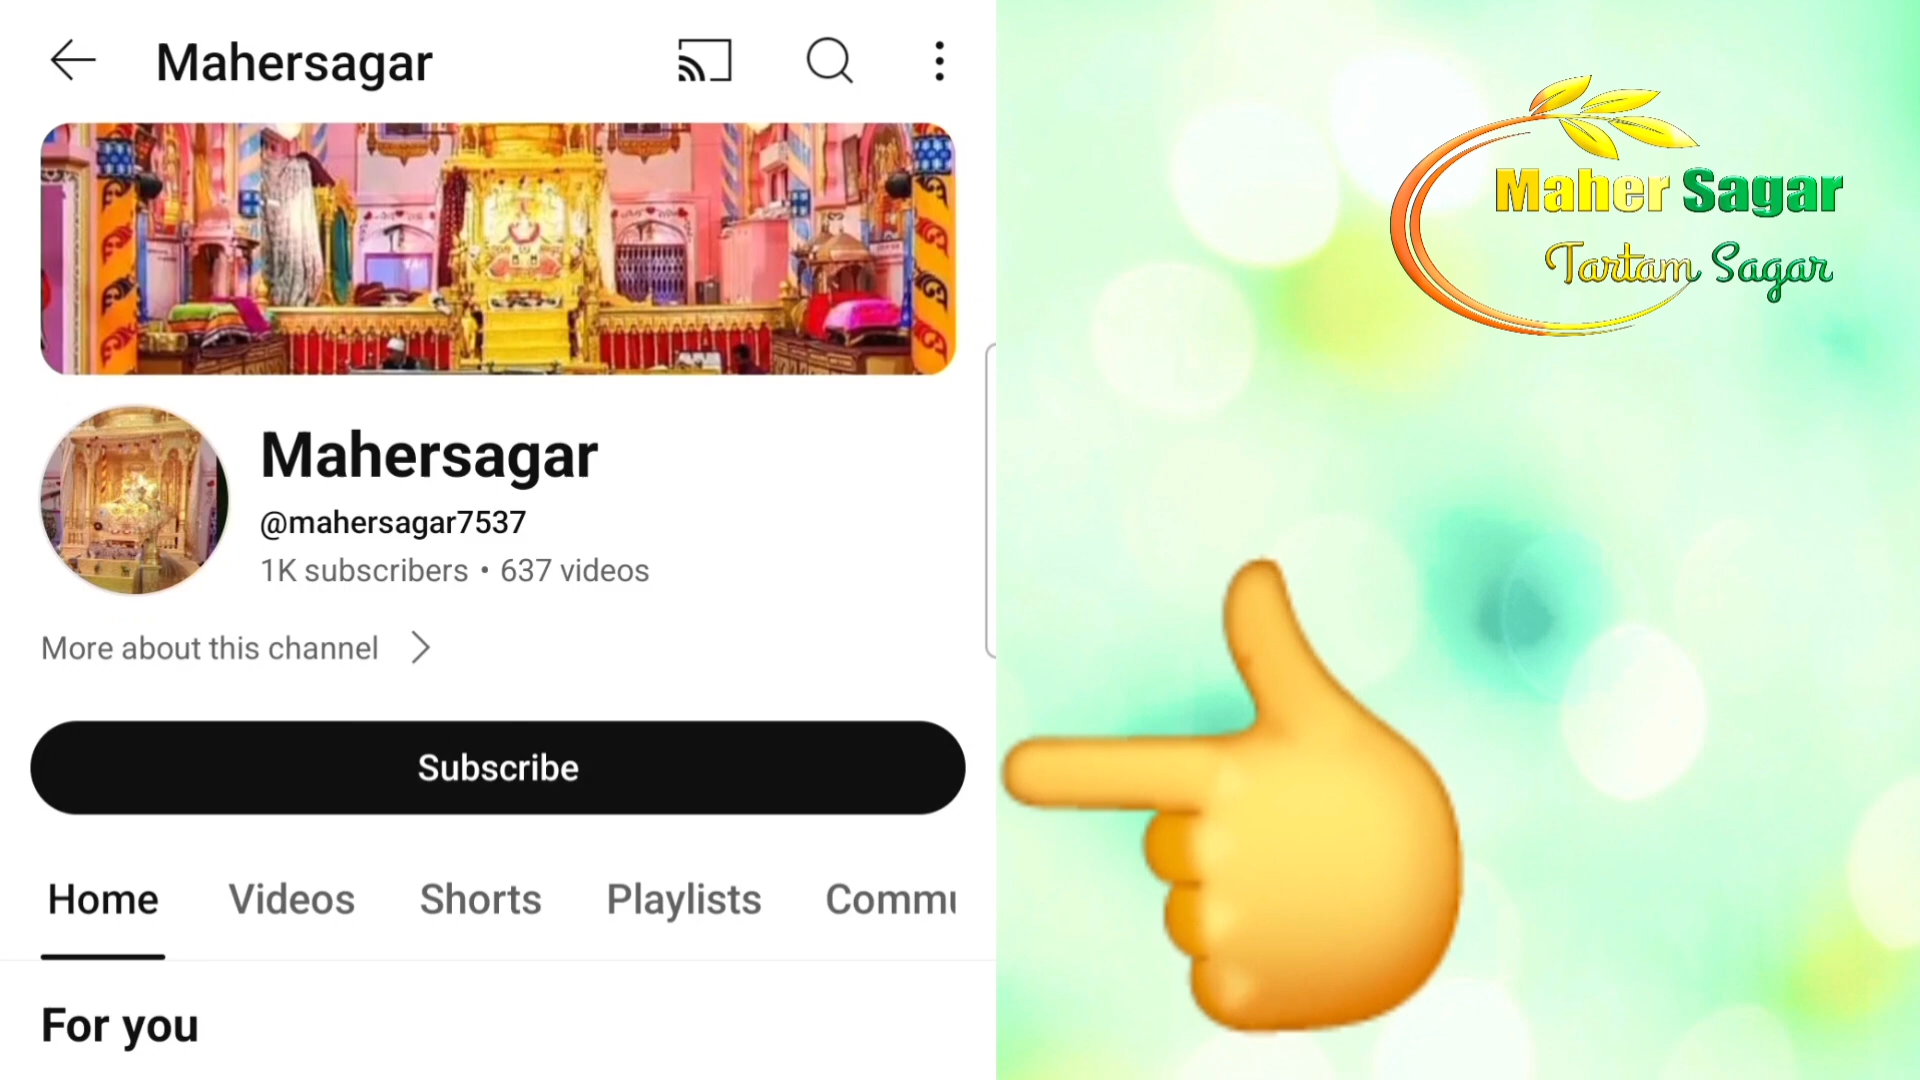 Mahersagar
Mahersagar
@mahersagar7537
1K subscribers • 637 videos
More about this channel
Subscribe
Home Videos Shorts Playlists Commu
For you
Maher Sagar
Tartam Sagar